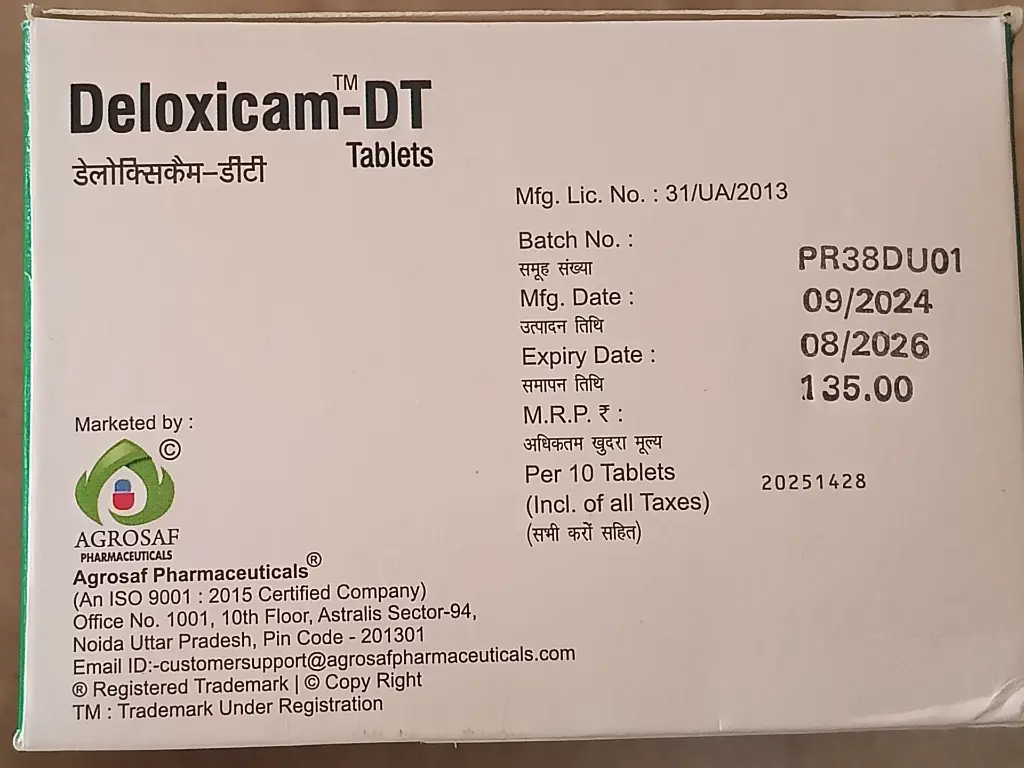 Deloxicam™-DT
Tablets
डेलोक्सिकैम–डीटी
Mfg. Lic. No. : 31/UA/2013
Batch No. :
समूह संख्या
PR38DU01
Mfg. Date :
उत्पादन तिथि
09/2024
Expiry Date :
समापन तिथि
08/2026
M.R.P. ₹ :
अधिकतम खुदरा मूल्य
135.00
Per 10 Tablets
(Incl. of all Taxes)
(सभी करों सहित)
20251428
Marketed by :
©
AGROSAF
PHARMACEUTICALS
Agrosaf Pharmaceuticals®
(An ISO 9001 : 2015 Certified Company)
Office No. 1001, 10th Floor, Astralis Sector-94,
Noida Uttar Pradesh, Pin Code - 201301
Email ID:-customersupport@agrosafpharmaceuticals.com
® Registered Trademark | © Copy Right
TM : Trademark Under Registration